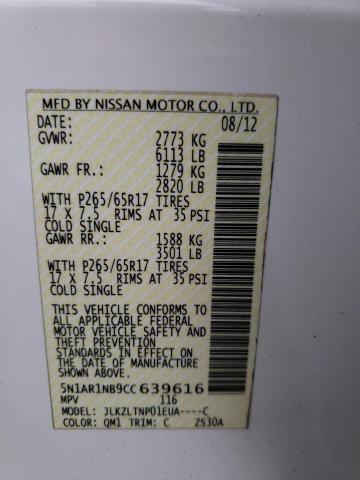 MFD BY NISSAN MOTOR CO., LTD.
DATE: 08/12
GVWR: 2773 KG
6113 LB
GAWR FR.: 1279 KG
2820 LB
WITH P265/65R17 TIRES
17 X 7.5 RIMS AT 35 PSI
COLD SINGLE
GAWR RR.: 1588 KG
3501 LB
WITH P265/65R17 TIRES
17 X 7.5 RIMS AT 35 PSI
COLD SINGLE
THIS VEHICLE CONFORMS TO
ALL APPLICABLE FEDERAL
MOTOR VEHICLE SAFETY
AND THEFT PREVENTION
STANDARDS IN EFFECT ON
THE DATE OF MANUFACTURE
SHOWN ABOVE
5N1AR1NB9CC639616
MPV 116
MODEL: JLKZLTNP01EUA----C
COLOR: QM1 TRIM: C ZS30A